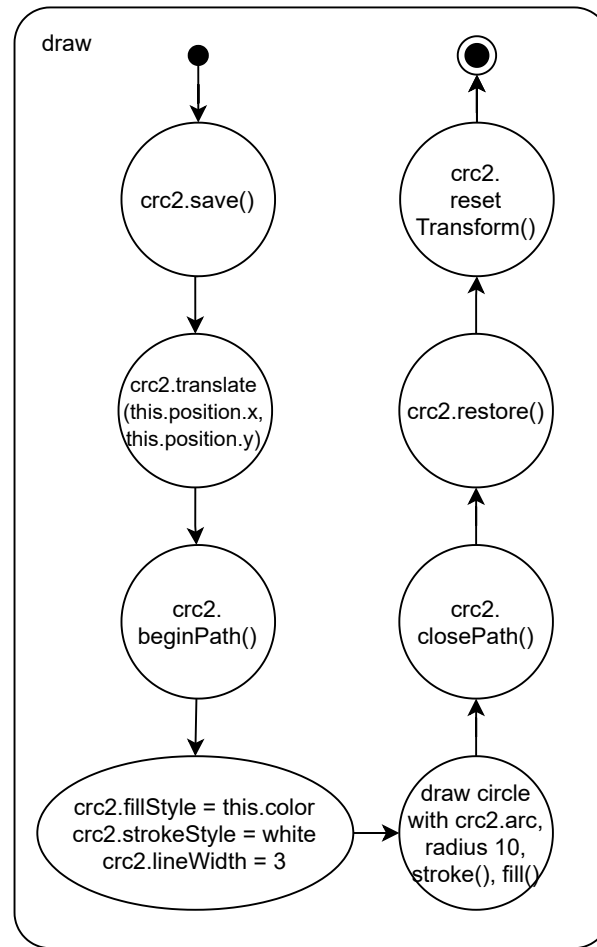 draw
crc2.save()
crc2.translate
(this.position.x,
this.position.y)
crc2.
beginPath()
crc2.fillStyle = this.color
crc2.strokeStyle = white
crc2.lineWidth = 3
draw circle
with crc2.arc,
radius 10,
stroke(), fill()
crc2.
closePath()
crc2.restore()
crc2.
reset
Transform()